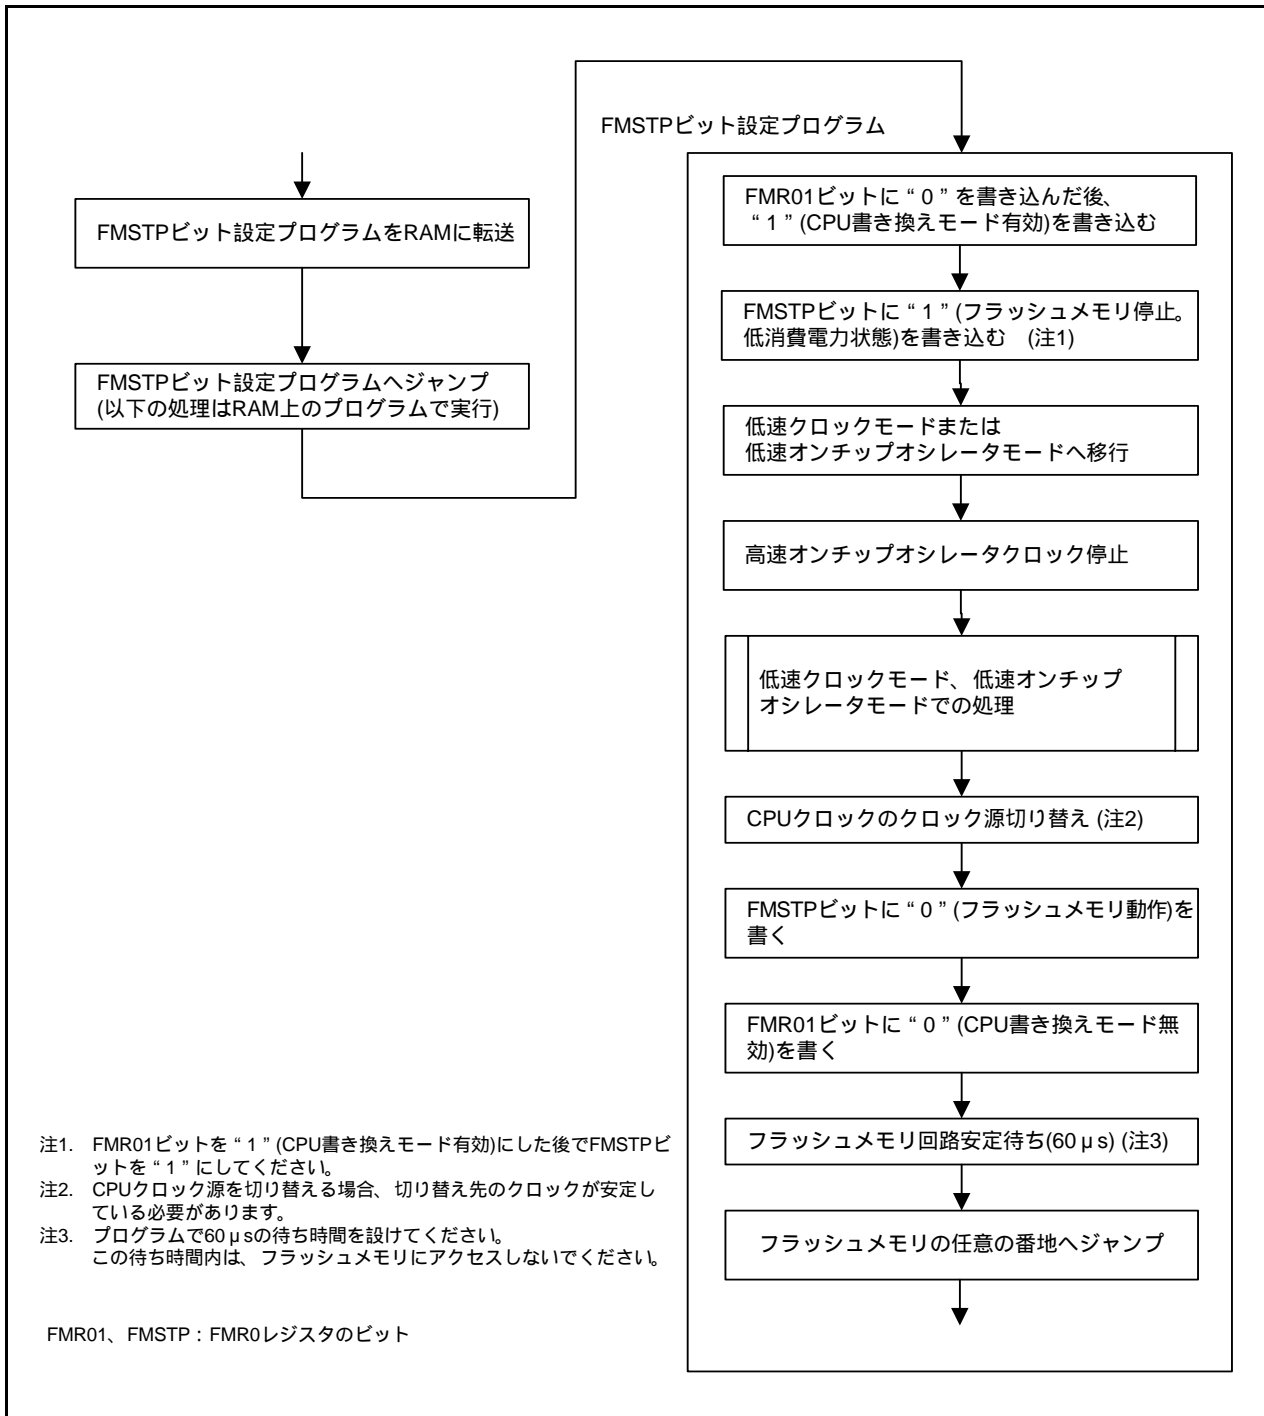 FMSTPビット設定プログラムをRAMに転送
FMSTPビット設定プログラムへジャンプ
(以下の処理はRAM上のプログラムで実行)
FMSTPビット設定プログラム
FMR01ビットに“0”を書き込んだ後、
“1”(CPU書き換えモード有効)を書き込む
FMSTPビットに“1”(フラッシュメモリ停止。
低消費電力状態)を書き込む (注1)
低速クロックモードまたは
低速オンチップオシレータモードへ移行
高速オンチップオシレータクロック停止
低速クロックモード、低速オンチップ
オシレータモードでの処理
CPUクロックのクロック源切り替え (注2)
FMSTPビットに“0”(フラッシュメモリ動作)を
書く
FMR01ビットに“0”(CPU書き換えモード無
効)を書く
フラッシュメモリ回路安定待ち(60μs) (注3)
フラッシュメモリの任意の番地へジャンプ
注1. FMR01ビットを“1”(CPU書き換えモード有効)にした後でFMSTPビ
ットを“1”にしてください。
注2. CPUクロック源を切り替える場合、切り替え先のクロックが安定し
ている必要があります。
注3. プログラムで60μsの待ち時間を設けてください。
この待ち時間内は、フラッシュメモリにアクセスしないでください。
FMR01、FMSTP:FMR0レジスタのビット